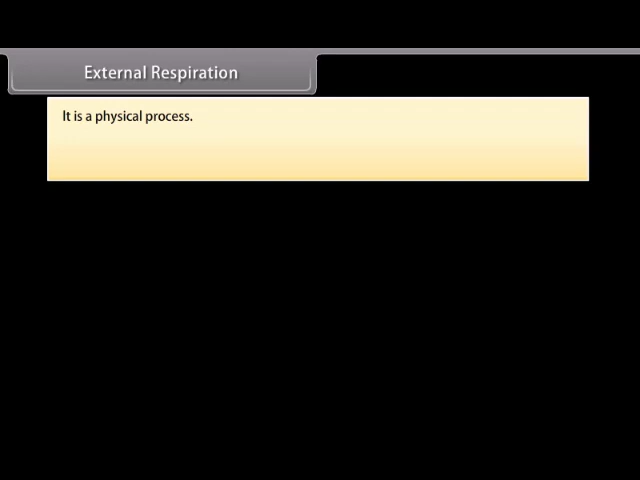 External Respiration
It is a physical process.